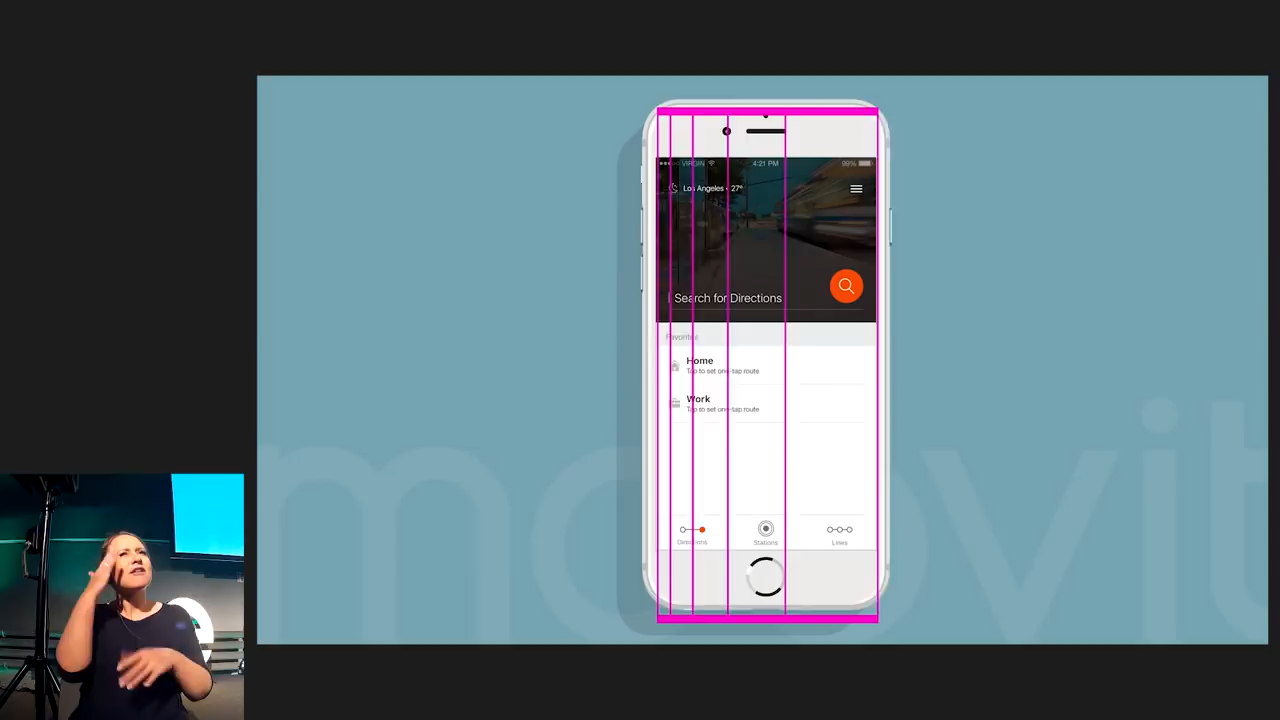 VIRGIN 4:21 PM 99%
Los Angeles • 27°
Search for Directions
Favorites
Home
Tap to set one-tap route
Work
Tap to set one-tap route
Directions Stations Lines
moovit